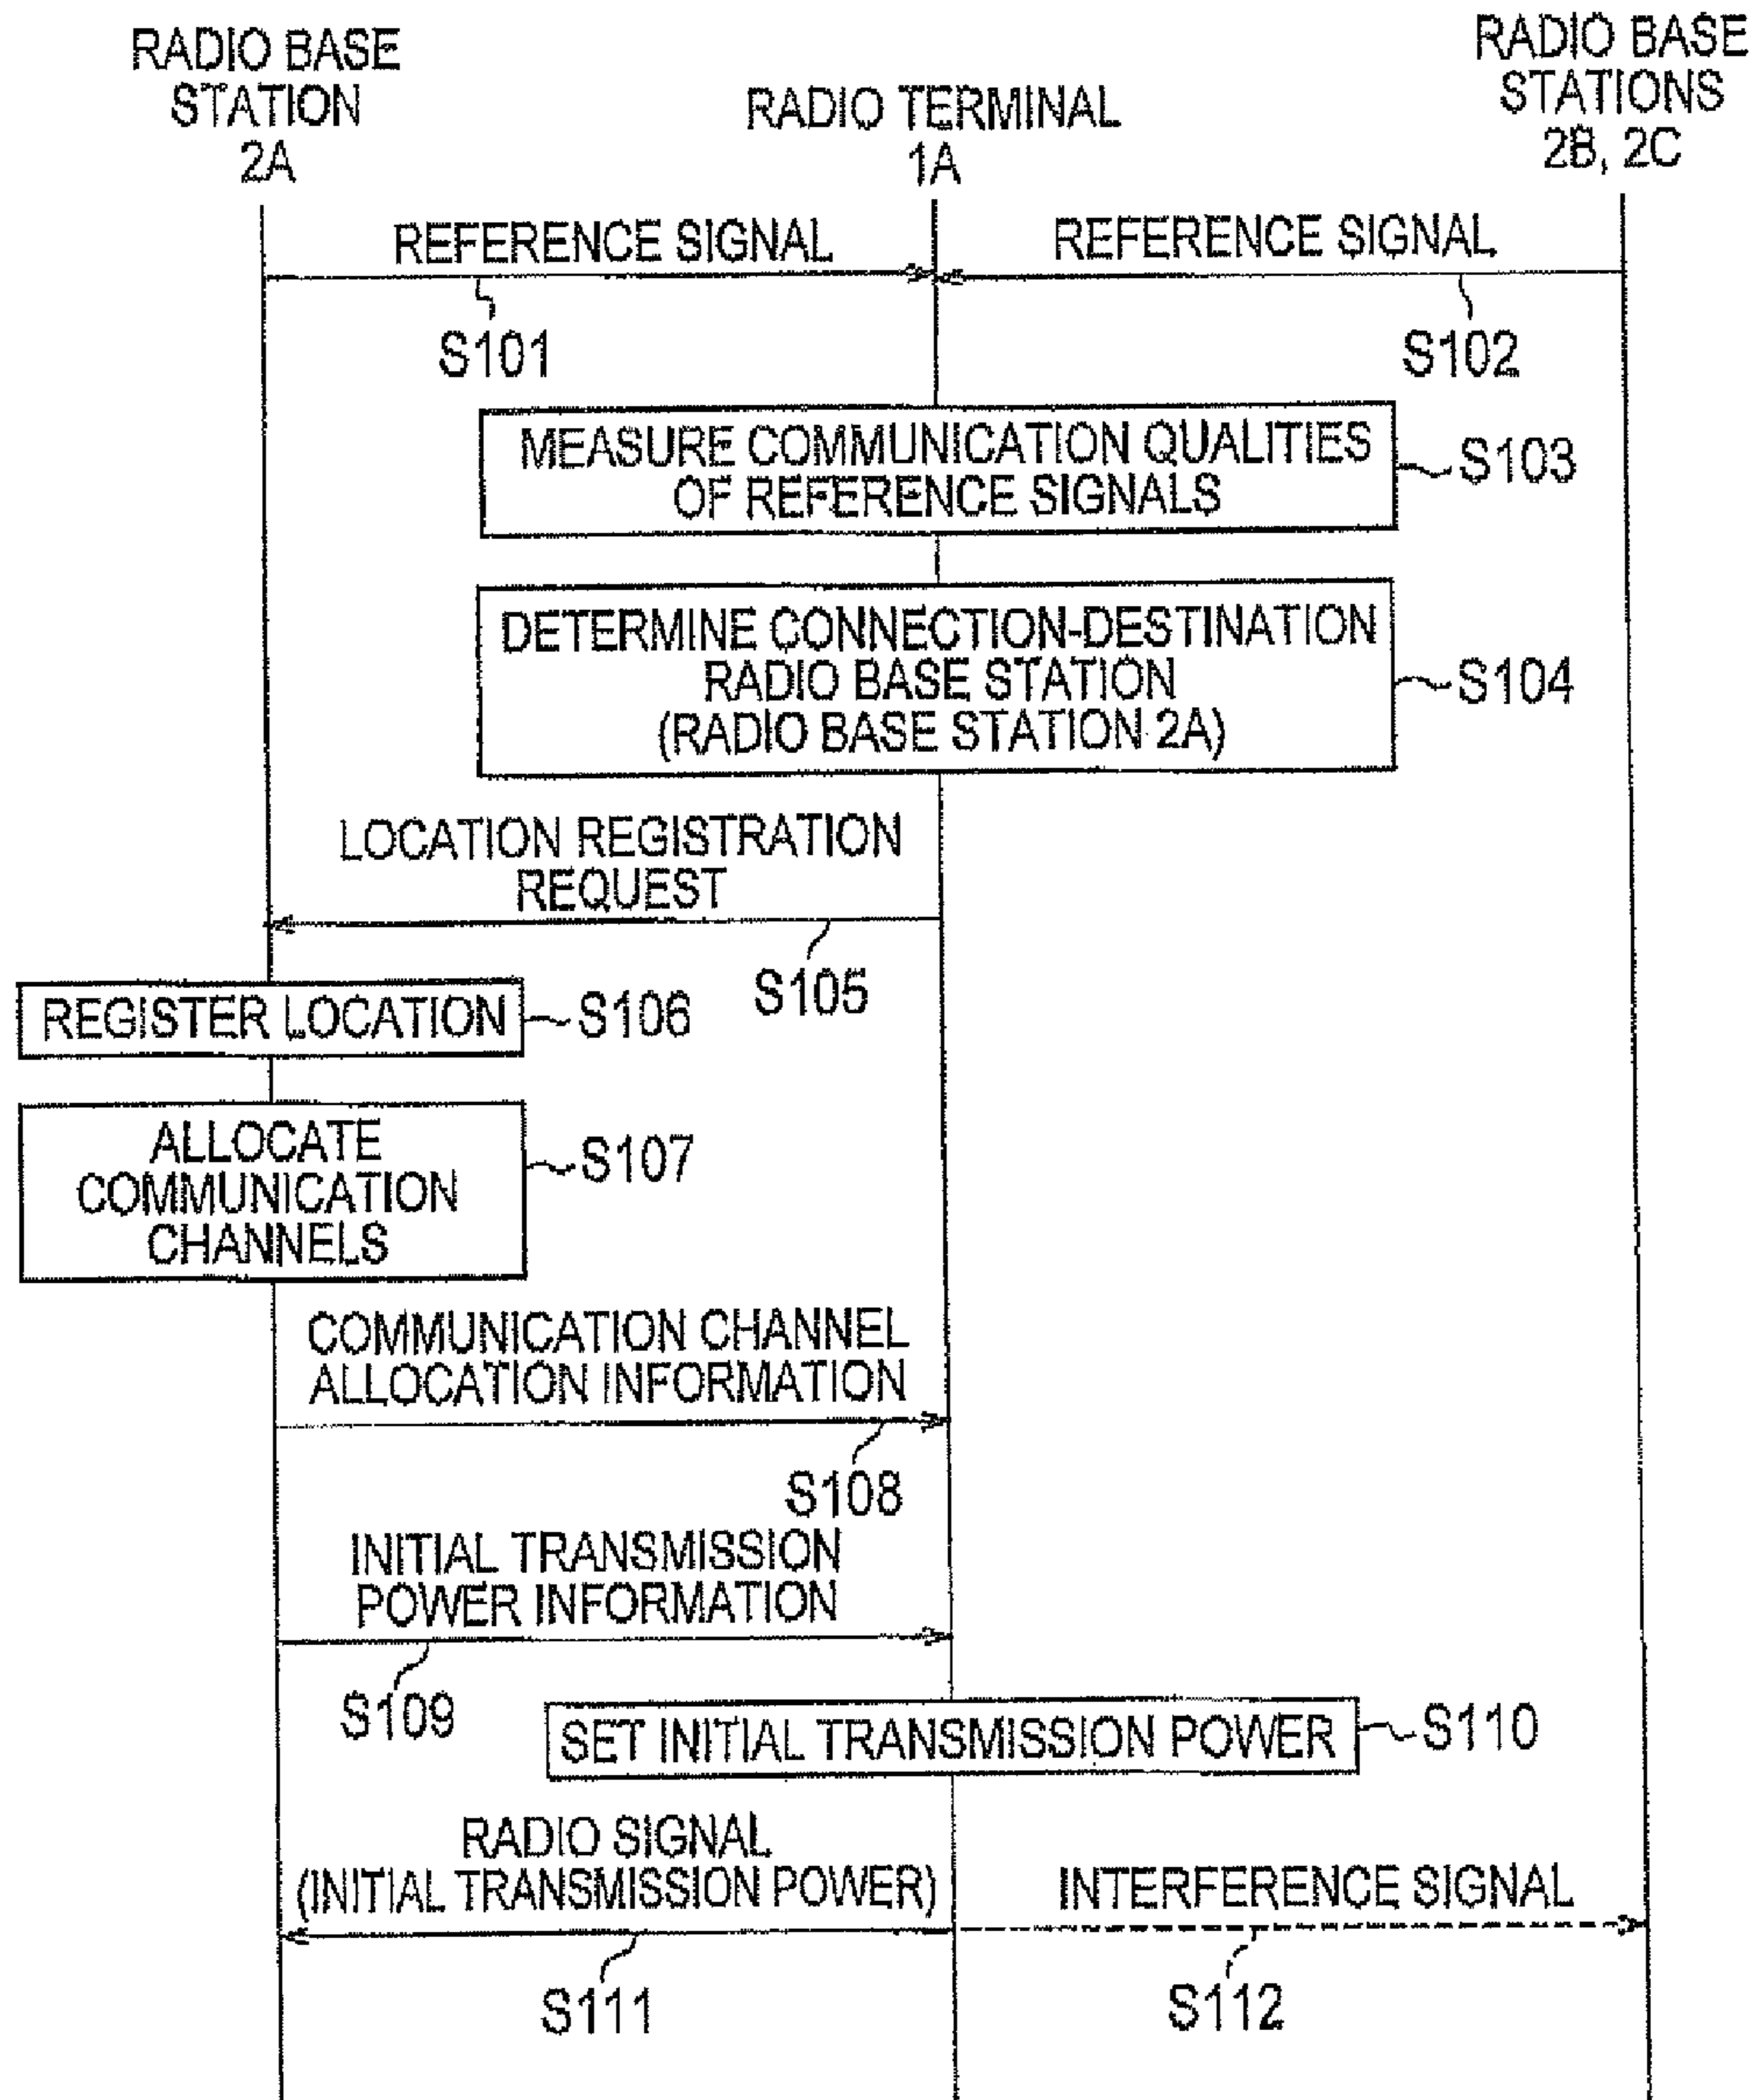 RADIO BASE
STATION
2A
RADIO TERMINAL
1A
RADIO BASE
STATIONS
2B, 2C
REFERENCE SIGNAL
REFERENCE SIGNAL
S101
S102
MEASURE COMMUNICATION QUALITIES
OF REFERENCE SIGNALS
S103
DETERMINE CONNECTION-DESTINATION
RADIO BASE STATION
(RADIO BASE STATION 2A)
S104
LOCATION REGISTRATION
REQUEST
S105
REGISTER LOCATION
S106
ALLOCATE
COMMUNICATION
CHANNELS
S107
COMMUNICATION CHANNEL
ALLOCATION INFORMATION
S108
INITIAL TRANSMISSION
POWER INFORMATION
S109
SET INITIAL TRANSMISSION POWER
S110
RADIO SIGNAL
(INITIAL TRANSMISSION POWER)
INTERFERENCE SIGNAL
S111
S112